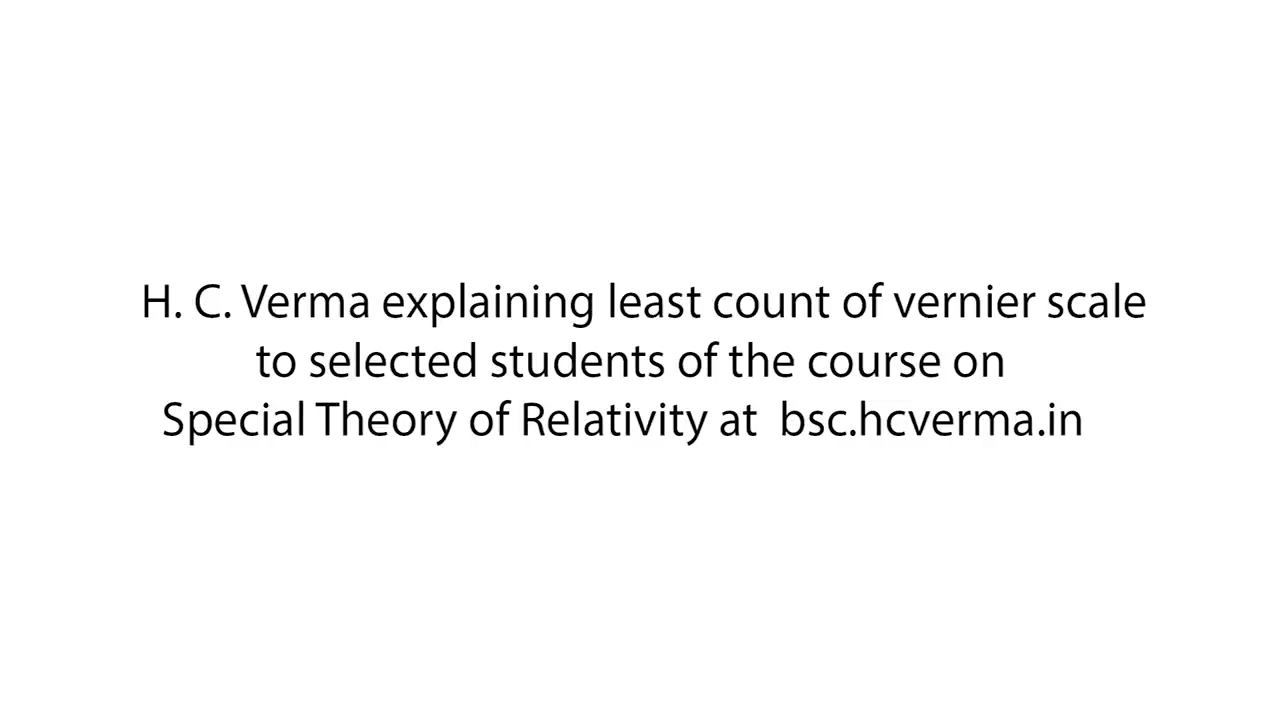 H. C. Verma explaining least count of vernier scale
to selected students of the course on
Special Theory of Relativity at bsc.hcverma.in